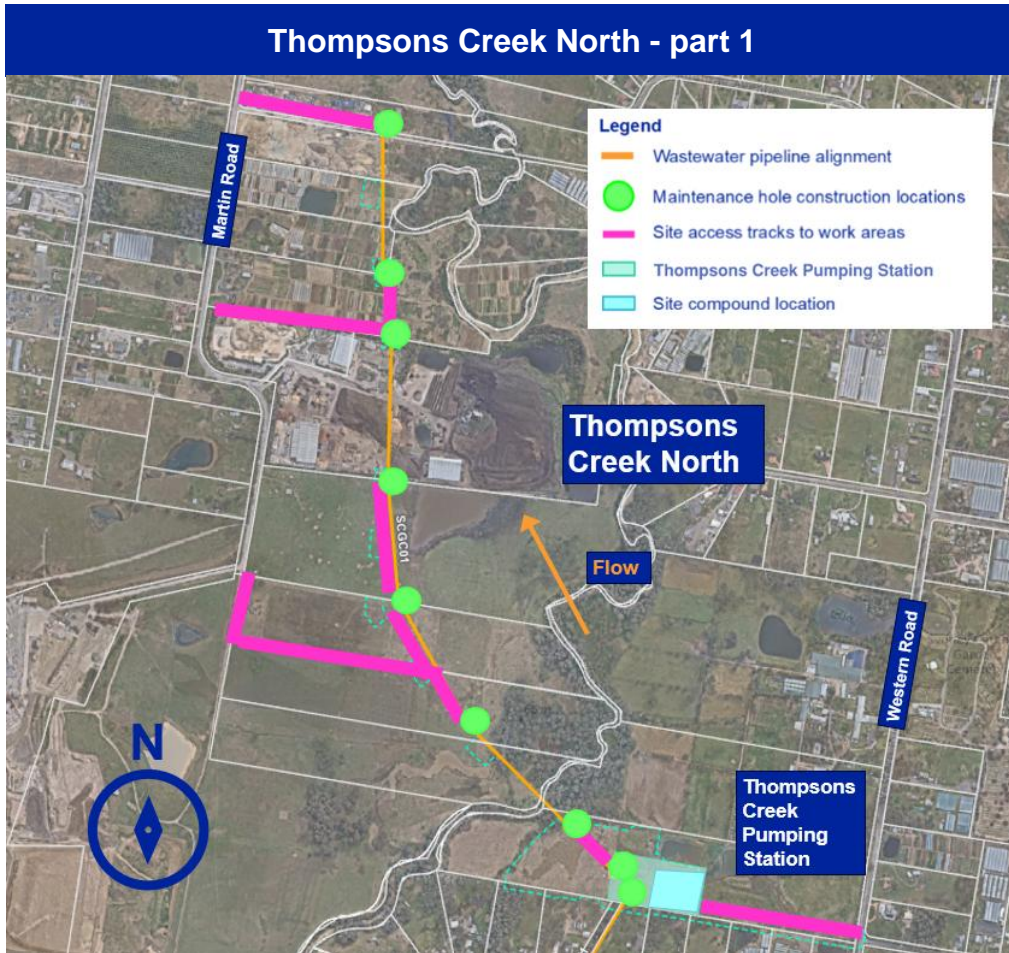 Thompsons Creek North - part 1
Legend
Wastewater pipeline alignment
Maintenance hole construction locations
Site access tracks to work areas
Thompsons Creek Pumping Station
Site compound location
Martin Road
Thompsons
Creek North
SCGC01
Flow
Western Road
N
Thompsons
Creek
Pumping
Station